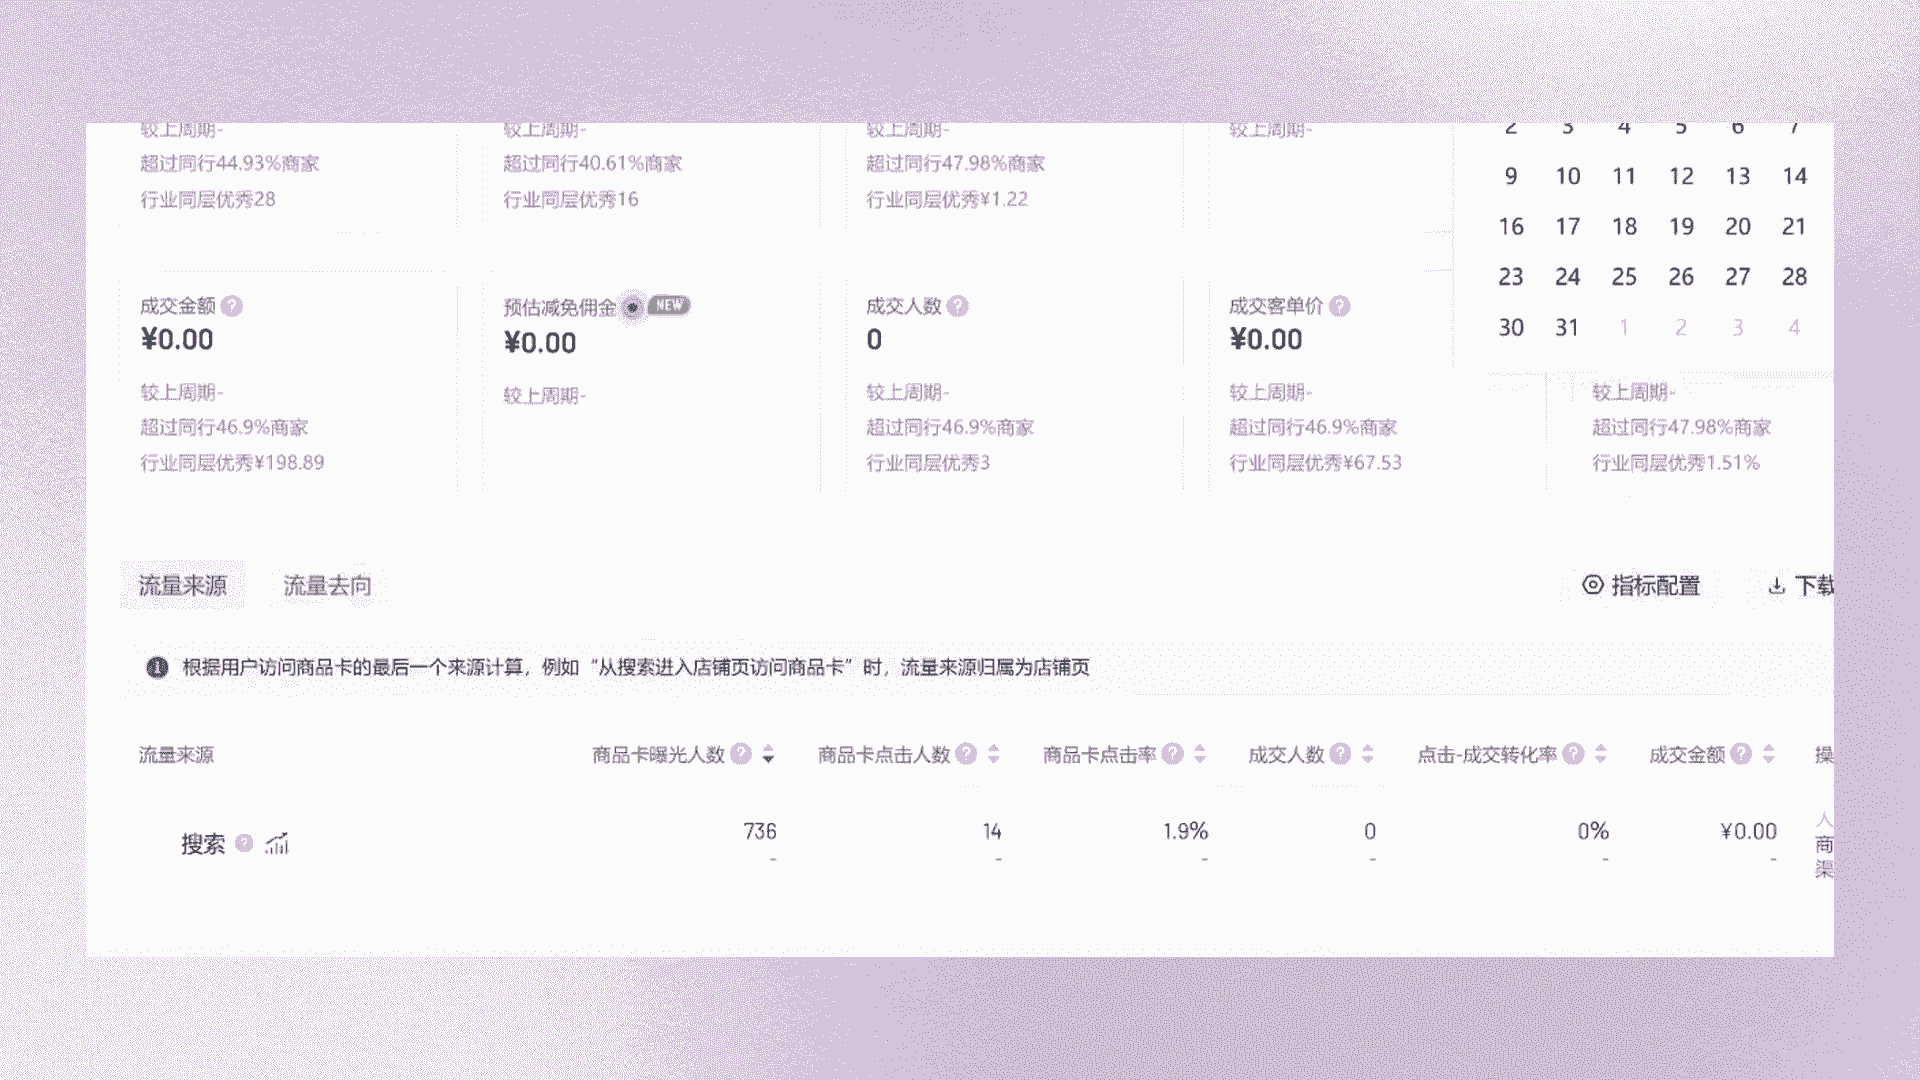 较上周期-
较上周期-
较上周期-
较上周期-
2 3 4 5 6 7
超过同行44.93%商家
超过同行40.61%商家
超过同行47.98%商家
9 10 11 12 13 14
行业同层优秀28
行业同层优秀16
行业同层优秀¥1.22
16 17 18 19 20 21
23 24 25 26 27 28
30 31 1 2 3 4
成交金额 ?
预估减免佣金 NEW
成交人数 ?
成交客单价 ?
¥0.00
¥0.00
0
¥0.00
较上周期-
较上周期-
较上周期-
较上周期-
较上周期-
超过同行46.9%商家
超过同行46.9%商家
超过同行46.9%商家
超过同行47.98%商家
行业同层优秀¥198.89
行业同层优秀3
行业同层优秀¥67.53
行业同层优秀1.51%
流量来源 流量去向 指标配置 下载
根据用户访问商品卡的最后一个来源计算，例如“从搜索进入店铺页访问商品卡”时，流量来源归属为店铺页
流量来源 商品卡曝光人数 ? 商品卡点击人数 ? 商品卡点击率 ? 成交人数 ? 点击-成交转化率 ? 成交金额 ? 操
搜索 ? 736 14 1.9% 0 0% ¥0.00
- - - - - -
人
商
渠